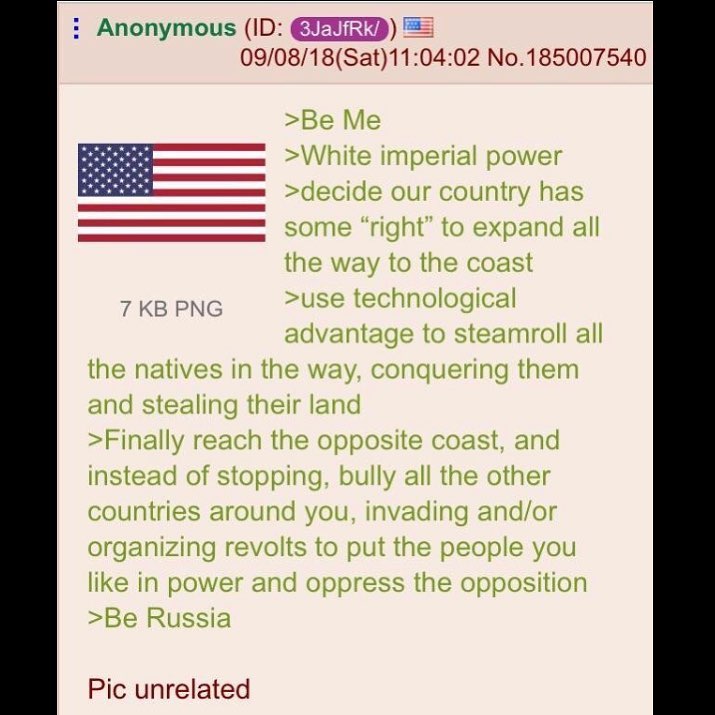 Anonymous (ID: 3JaJfRk/)
09/08/18(Sat)11:04:02 No.185007540
>Be Me
>White imperial power
>decide our country has
some “right” to expand all
the way to the coast
7 KB PNG
>use technological
advantage to steamroll all
the natives in the way, conquering them
and stealing their land
>Finally reach the opposite coast, and
instead of stopping, bully all the other
countries around you, invading and/or
organizing revolts to put the people you
like in power and oppress the opposition
>Be Russia
Pic unrelated